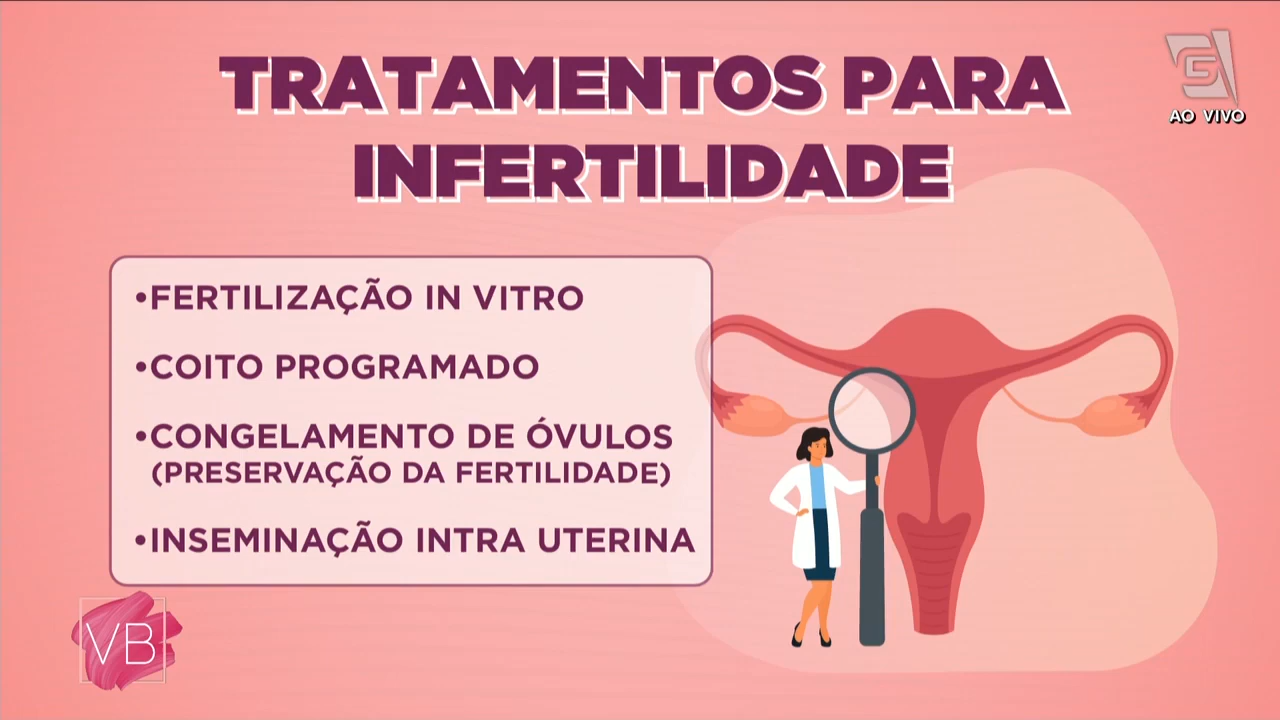 TRATAMENTOS PARA
INFERTILIDADE
AO VIVO
•FERTILIZAÇÃO IN VITRO
•COITO PROGRAMADO
•CONGELAMENTO DE ÓVULOS
(PRESERVAÇÃO DA FERTILIDADE)
•INSEMINAÇÃO INTRA UTERINA
VB